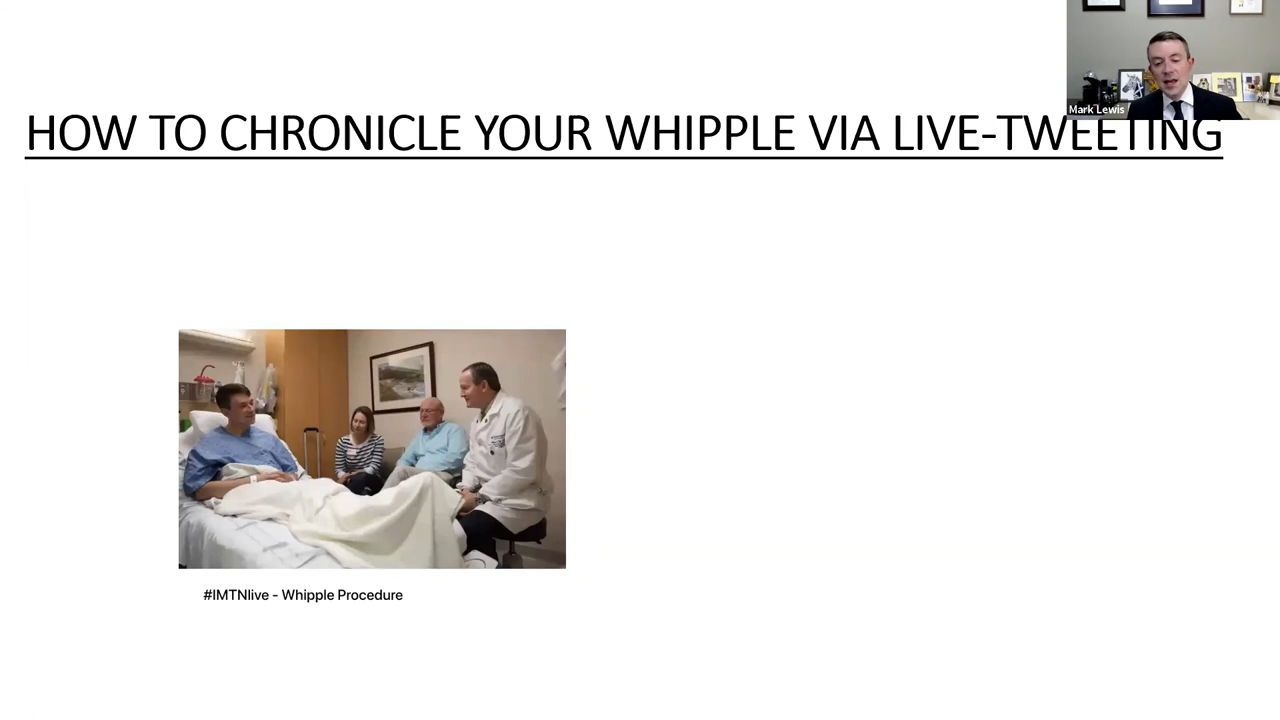 Mark Lewis
HOW TO CHRONICLE YOUR WHIPPLE VIA LIVE-TWEETING
#IMTNlive - Whipple Procedure